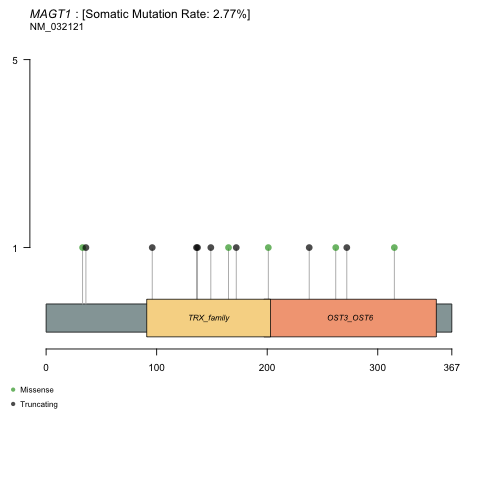 MAGT1 : [Somatic Mutation Rate: 2.77%]
NM_032121
5
1
TRX_family
OST3_OST6
0 100 200 300 367
Missense
Truncating